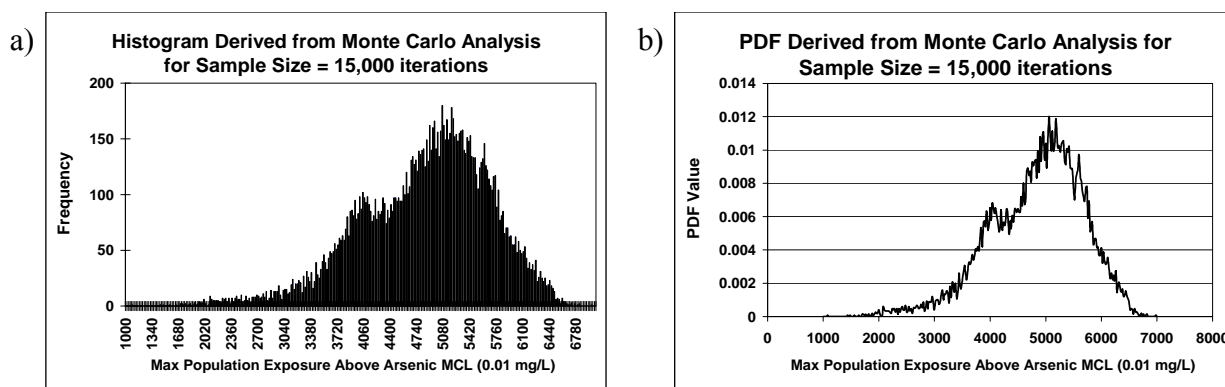 a)
Histogram Derived from Monte Carlo Analysis
for Sample Size = 15,000 iterations
200
150
100
50
0
Frequency
1000 1340 1680 2020 2360 2700 3040 3380 3720 4060 4400 4740 5080 5420 5760 6100 6440 6780
Max Population Exposure Above Arsenic MCL (0.01 mg/L)
b)
PDF Derived from Monte Carlo Analysis for
Sample Size = 15,000 iterations
0.014
0.012
0.01
0.008
0.006
0.004
0.002
0
PDF Value
0 1000 2000 3000 4000 5000 6000 7000 8000
Max Population Exposure Above Arsenic MCL (0.01 mg/L)